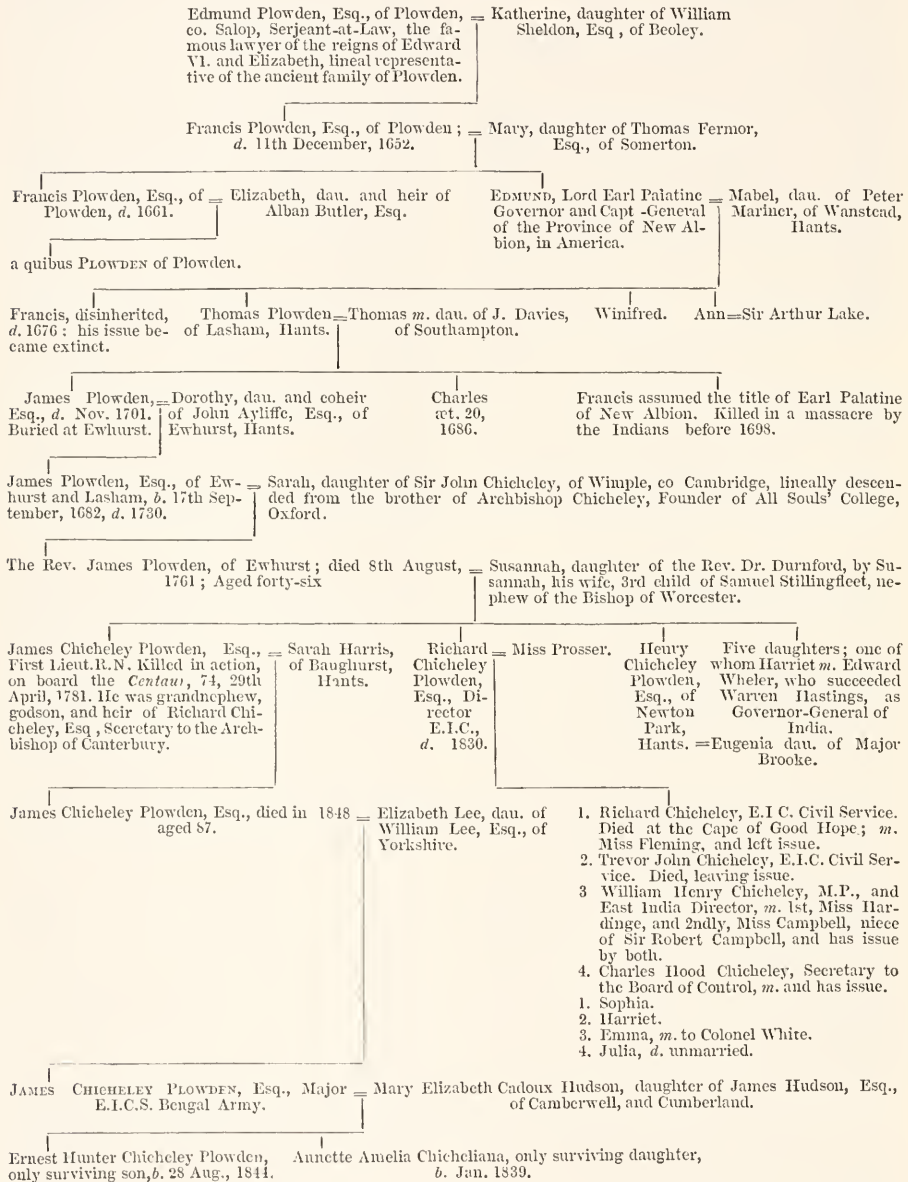 Edmund Plowden, Esq., of Plowden,
co. Salop, Serjeant-at-Law, the fa-
mous lawyer of the reigns of Edward
VI. and Elizabeth, lineal representa-
tive of the ancient family of Plowden.
= Katherine, daughter of William
Sheldon, Esq., of Beoley.
Francis Plowden, Esq., of Plowden;
d. 11th December, 1652.
= Mary, daughter of Thomas Fermor,
Esq., of Somerton.
Francis Plowden, Esq., of
Plowden, d. 1661.
= Elizabeth, dau. and heir of
Alban Butler, Esq.
EDMUND, Lord Earl Palatine
Governor and Capt -General
of the Province of New Al-
bion, in America.
= Mabel, dau. of Peter
Mariner, of Wanstead,
Hants.
a quibus PLOWDEN of Plowden.
Francis, disinherited,
d. 1676: his issue be-
came extinct.
Thomas Plowden
of Lasham, Hants.
= Thomas m. dau. of J. Davies,
of Southampton.
Winifred.
Ann=Sir Arthur Lake.
James Plowden,
Esq., d. Nov. 1701.
Buried at Ewhurst.
= Dorothy, dau. and coheir
of John Ayliffe, Esq., of
Ewhurst, Hants.
Charles
æt. 20,
1686.
Francis assumed the title of Earl Palatine
of New Albion. Killed in a massacre by
the Indians before 1698.
James Plowden, Esq., of Ew-
hurst and Lasham, b. 17th Sep-
tember, 1682, d. 1730.
= Sarah, daughter of Sir John Chicheley, of Wimple, co Cambridge, lineally descen-
ded from the brother of Archbishop Chicheley, Founder of All Souls' College,
Oxford.
The Rev. James Plowden, of Ewhurst; died 8th August,
1761; Aged forty-six
= Susannah, daughter of the Rev. Dr. Durnford, by Su-
sannah, his wife, 3rd child of Samuel Stillingfleet, ne-
phew of the Bishop of Worcester.
James Chicheley Plowden, Esq.,
First Lieut.R.N. Killed in action,
on board the Centaur, 74, 29th
April, 1781. He was grandnephew,
godson, and heir of Richard Chi-
cheley, Esq , Secretary to the Arch-
bishop of Canterbury.
= Sarah Harris,
of Baughurst,
Hants.
Richard
Chicheley
Plowden,
Esq., Di-
rector
E.I.C.,
d. 1830.
= Miss Prosser.
Henry
Chicheley
Plowden,
Esq., of
Newton
Park,
Hants. =Eugenia dau. of Major
Brooke.
Five daughters; one of
whom Harriet m. Edward
Wheler, who succeeded
Warren Hastings, as
Governor-General of
India.
James Chicheley Plowden, Esq., died in 1848
aged 87.
= Elizabeth Lee, dau. of
William Lee, Esq., of
Yorkshire.
1. Richard Chicheley, E.I C. Civil Service.
Died at the Cape of Good Hope; m.
Miss Fleming, and left issue.
2. Trevor John Chicheley, E.I.C. Civil Ser-
vice. Died, leaving issue.
3 William Henry Chicheley, M.P., and
East India Director, m. 1st, Miss Har-
dinge, and 2ndly, Miss Campbell, niece
of Sir Robert Campbell, and has issue
by both.
4. Charles Hood Chicheley, Secretary to
the Board of Control, m. and has issue.
1. Sophia.
2. Harriet.
3. Emma, m. to Colonel White.
4. Julia, d. unmarried.
JAMES CHICHELEY PLOWDEN, Esq., Major
E.I.C.S. Bengal Army.
= Mary Elizabeth Cadoux Hudson, daughter of James Hudson, Esq.,
of Camberwell, and Cumberland.
Ernest Hunter Chicheley Plowden,
only surviving son, b. 28 Aug., 1844.
Annette Amelia Chicheliana, only surviving daughter,
b. Jan. 1839.